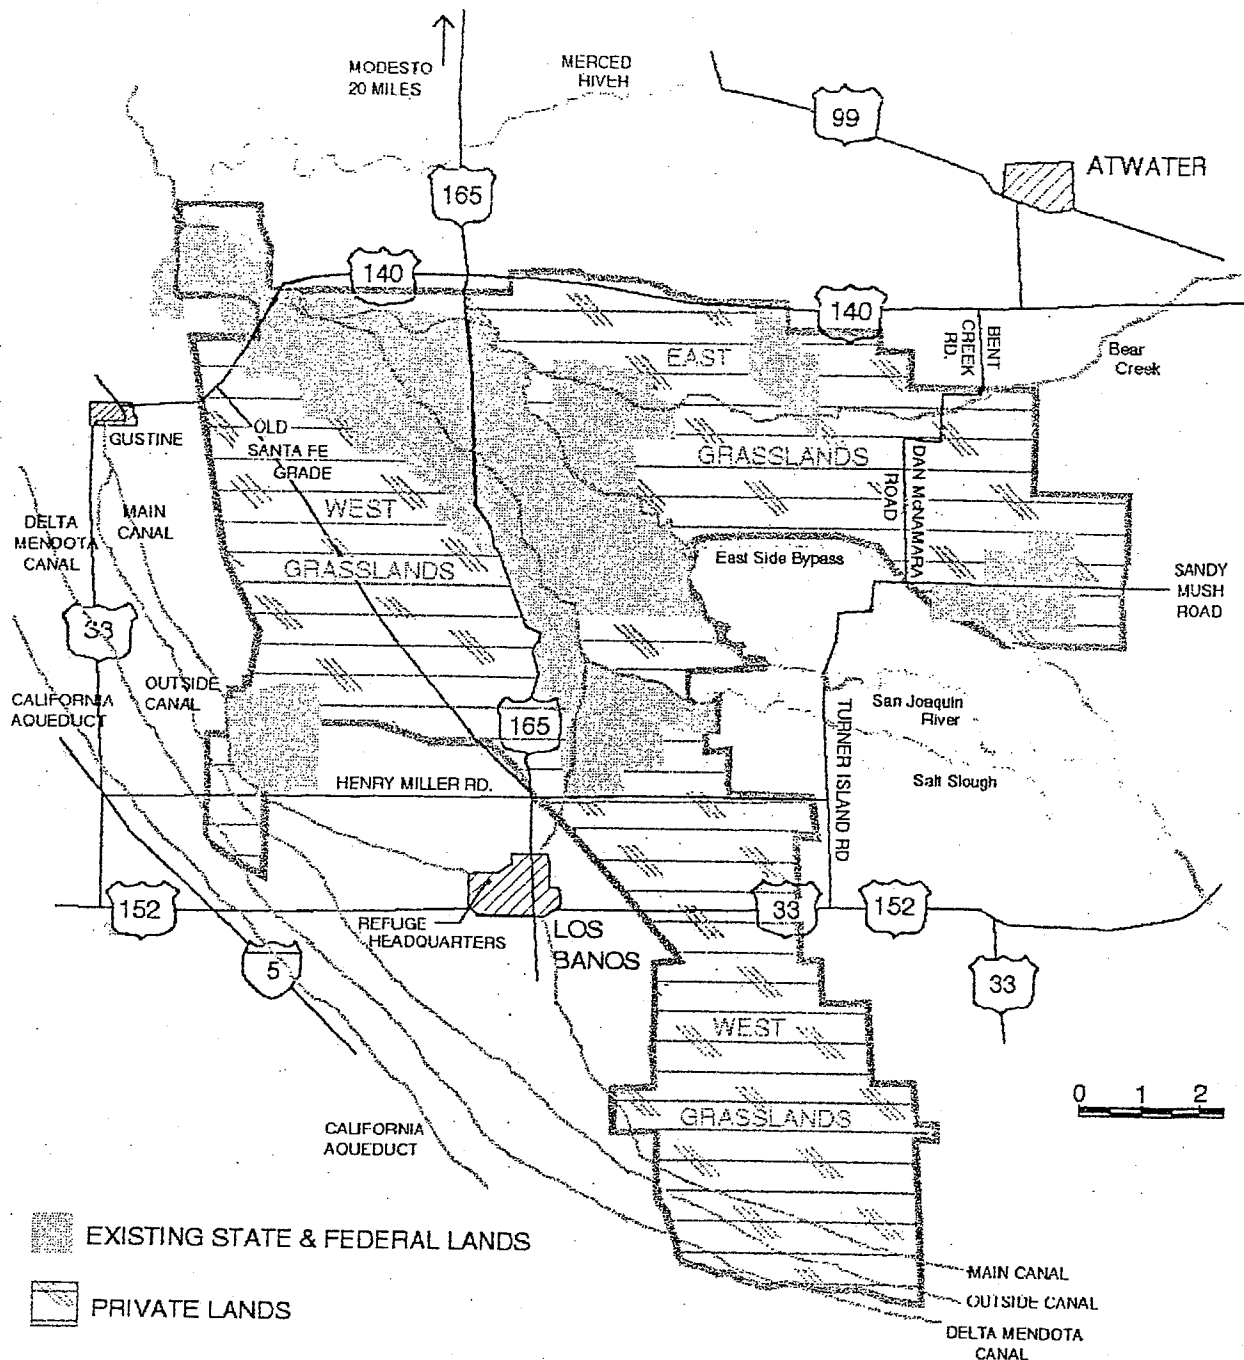 MODESTO
20 MILES
MERCED
HIVEH
99
ATWATER
165
140
140
BENT
CREEK
RD.
Bear
Creek
EAST
GRASSLANDS
GUSTINE
OLD
SANTA FE
GRADE
WEST
GRASSLANDS
DELTA
MENDOTA
CANAL
MAIN
CANAL
DAN McNAMARA
ROAD
East Side Bypass
SANDY
MUSH
ROAD
33
CALIFORNIA
AQUEDUCT
OUTSIDE
CANAL
165
San Joaquin
River
Salt Slough
TURNER ISLAND RD
HENRY MILLER RD.
152
REFUGE
HEADQUARTERS
LOS
BANOS
33
152
5
33
WEST
GRASSLANDS
0 1 2
CALIFORNIA
AQUEDUCT
EXISTING STATE & FEDERAL LANDS
PRIVATE LANDS
MAIN CANAL
OUTSIDE CANAL
DELTA MENDOTA
CANAL